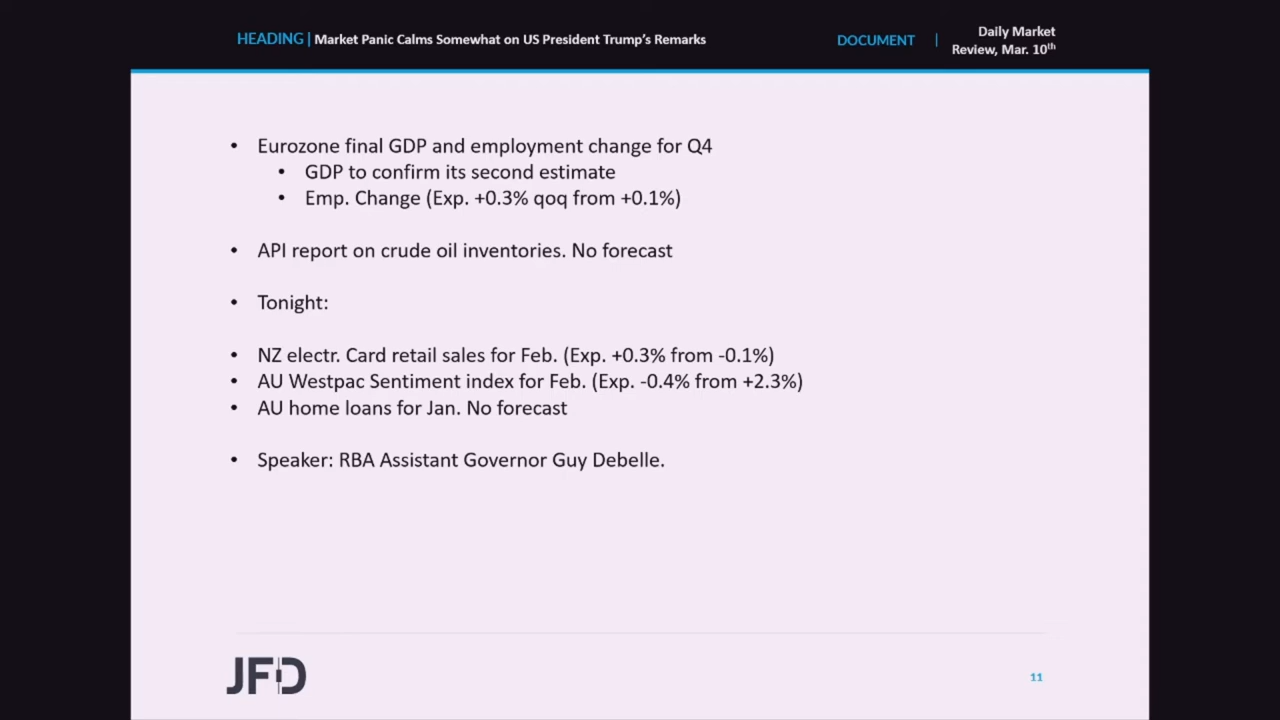 HEADING | Market Panic Calms Somewhat on US President Trump's Remarks
DOCUMENT | Daily Market
Review, Mar. 10th
• Eurozone final GDP and employment change for Q4
• GDP to confirm its second estimate
• Emp. Change (Exp. +0.3% qoq from +0.1%)
• API report on crude oil inventories. No forecast
• Tonight:
• NZ electr. Card retail sales for Feb. (Exp. +0.3% from -0.1%)
• AU Westpac Sentiment index for Feb. (Exp. -0.4% from +2.3%)
• AU home loans for Jan. No forecast
• Speaker: RBA Assistant Governor Guy Debelle.
JFD
11